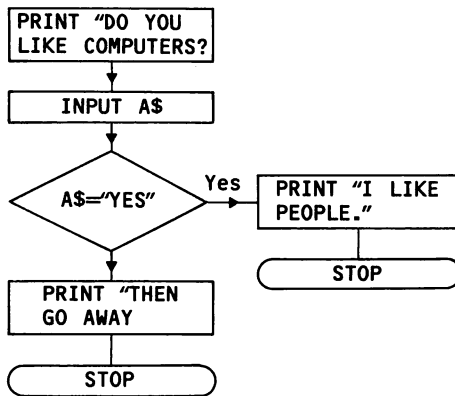 PRINT “DO YOU
LIKE COMPUTERS?
INPUT A$
A$=“YES”
Yes
PRINT “I LIKE
PEOPLE.”
STOP
PRINT “THEN
GO AWAY
STOP